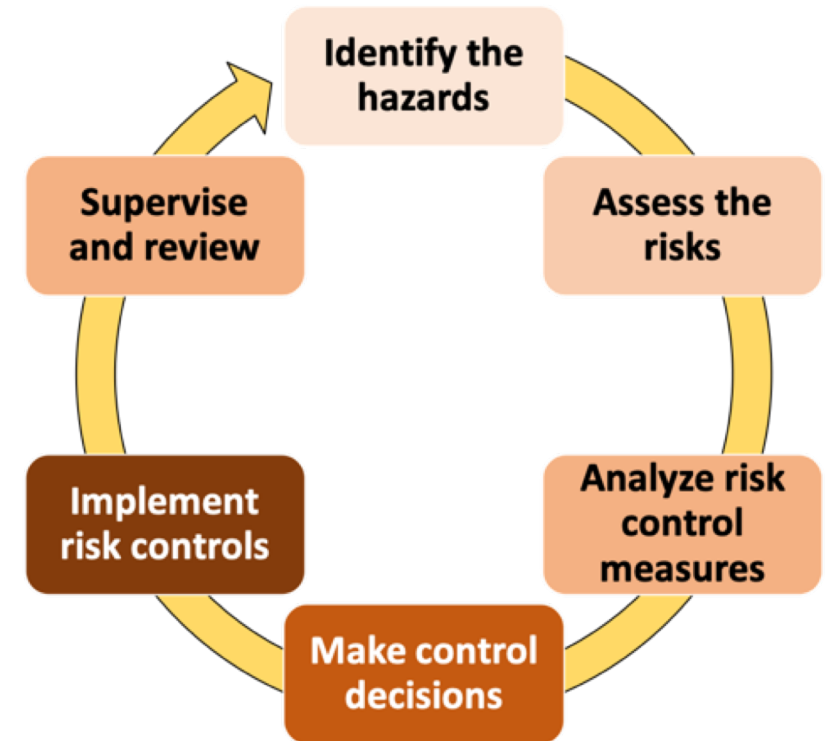 Identify the
hazards
Assess the
risks
Analyze risk
control
measures
Make control
decisions
Implement
risk controls
Supervise
and review